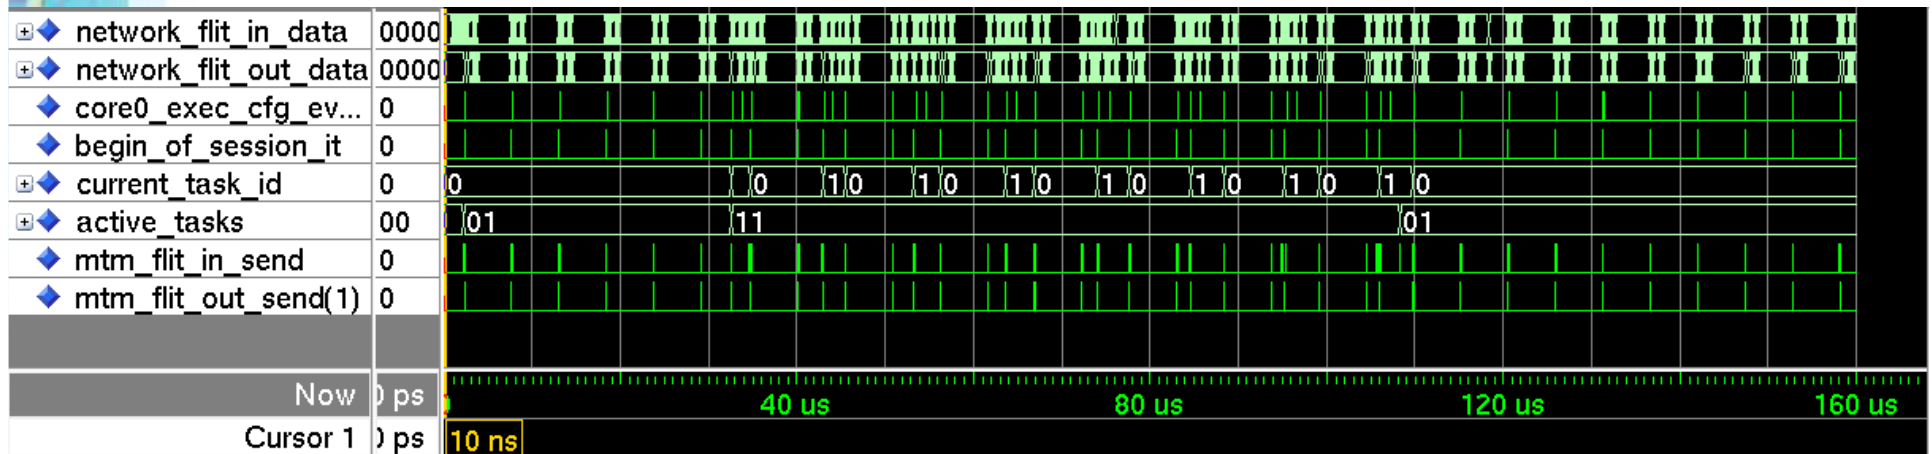 network_flit_in_data 0000
network_flit_out_data 0000
core0_exec_cfg_ev... 0
begin_of_session_it 0
current_task_id 0 0 0 1 0 1 0 1 0 1 0 1 0 1 0 1 0
active_tasks 00 01 11 01
mtm_flit_in_send 0
mtm_flit_out_send(1) 0
Now ps 40 us 80 us 120 us 160 us
Cursor 1 ps 10 ns